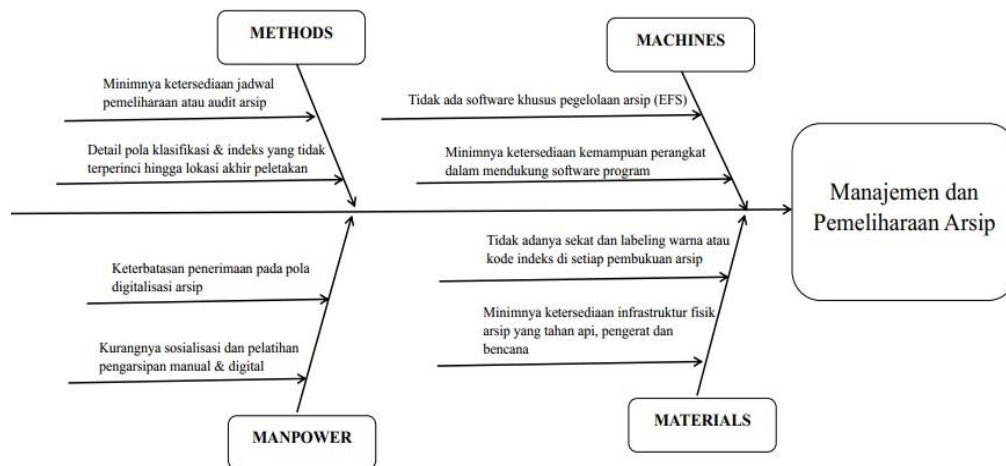 METHODS
Minimnya ketersediaan jadwal
pemeliharaan atau audit arsip
Detail pola klasifikasi & indeks yang tidak
terperinci hingga lokasi akhir peletakan
MACHINES
Tidak ada software khusus pegelolaan arsip (EFS)
Minimnya ketersediaan kemampuan perangkat
dalam mendukung software program
Manajemen dan
Pemeliharaan Arsip
Keterbatasan penerimaan pada pola
digitalisasi arsip
Kurangnya sosialisasi dan pelatihan
pengarsipan manual & digital
MANPOWER
Tidak adanya sekat dan labeling warna atau
kode indeks di setiap pembukuan arsip
Minimnya ketersediaan infrastruktur fisik
arsip yang tahan api, pengerat dan
bencana
MATERIALS